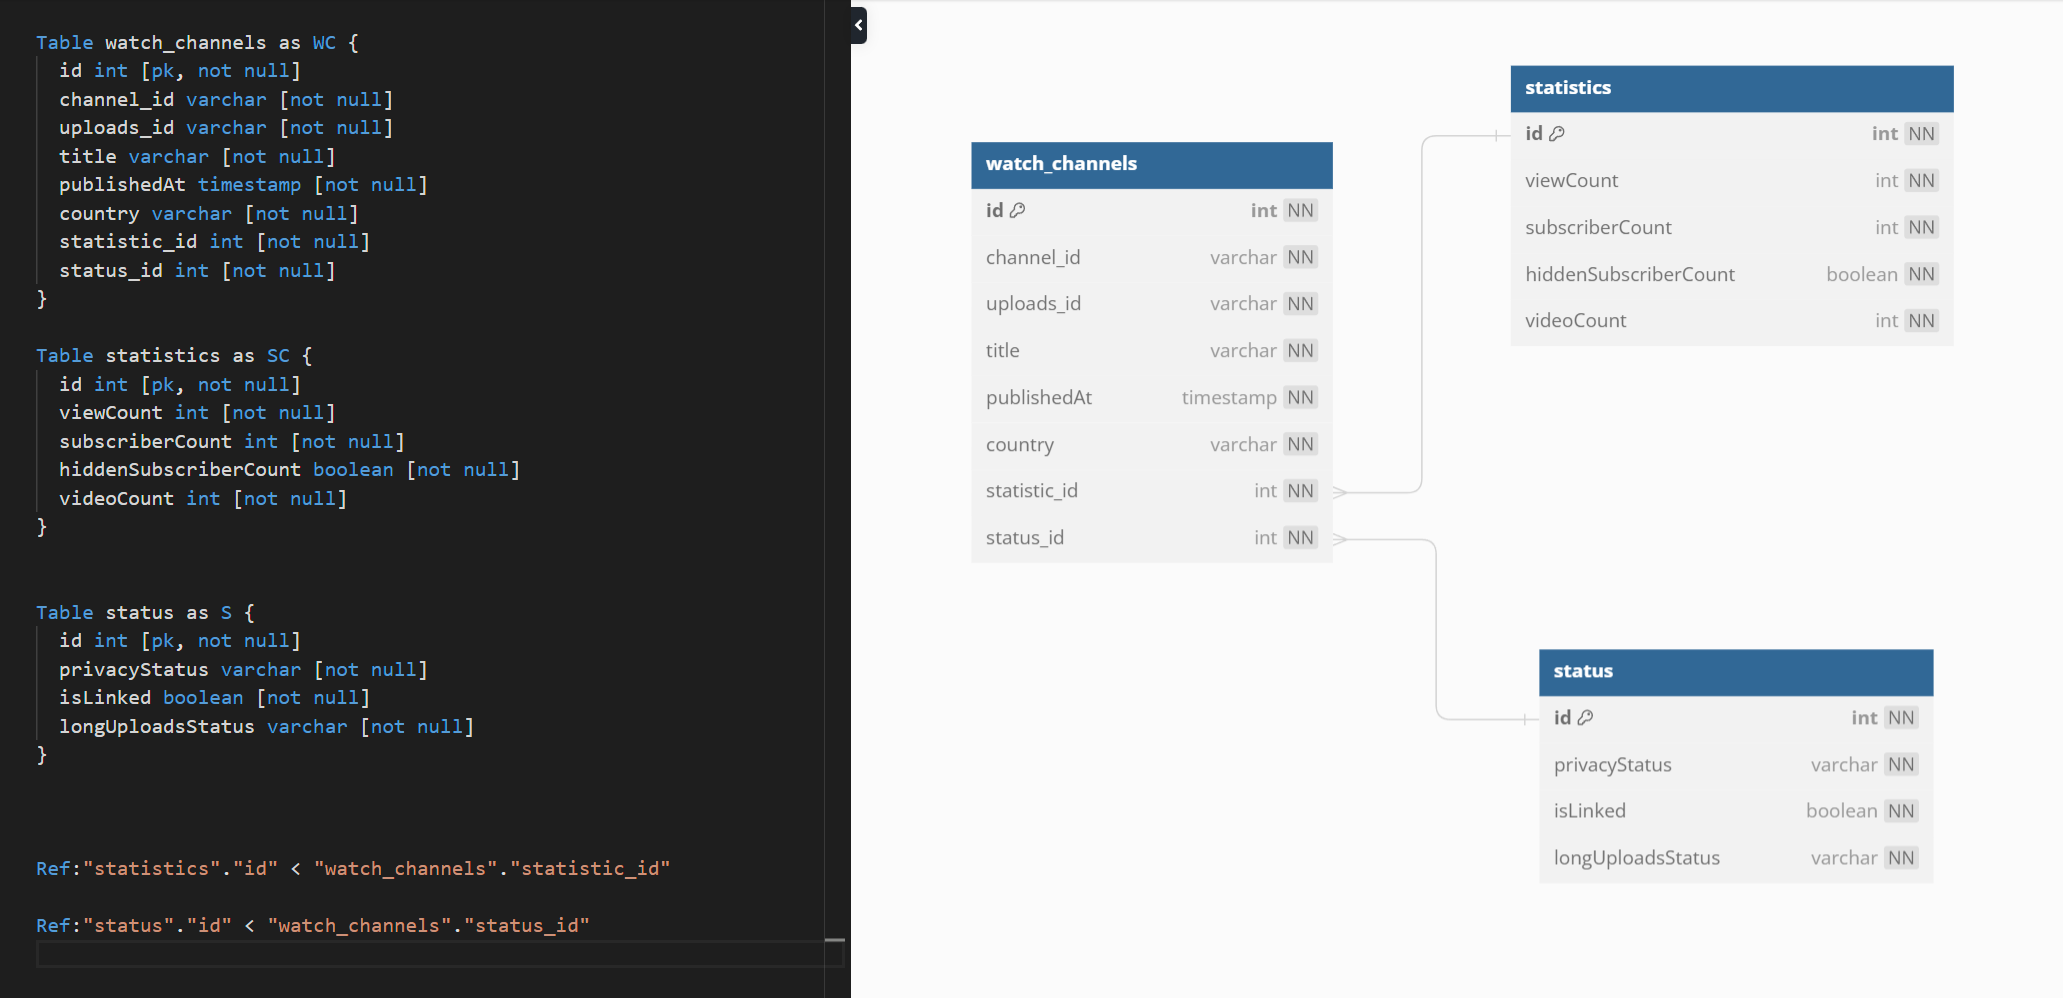 Table watch_channels as WC {
id int [pk, not null]
channel_id varchar [not null]
uploads_id varchar [not null]
title varchar [not null]
publishedAt timestamp [not null]
country varchar [not null]
statistic_id int [not null]
status_id int [not null]
}
Table statistics as SC {
id int [pk, not null]
viewCount int [not null]
subscriberCount int [not null]
hiddenSubscriberCount boolean [not null]
videoCount int [not null]
}
Table status as S {
id int [pk, not null]
privacyStatus varchar [not null]
isLinked boolean [not null]
longUploadsStatus varchar [not null]
}
Ref:"statistics"."id" < "watch_channels"."statistic_id"
Ref:"status"."id" < "watch_channels"."status_id"
watch_channels
id int NN
channel_id varchar NN
uploads_id varchar NN
title varchar NN
publishedAt timestamp NN
country varchar NN
statistic_id int NN
status_id int NN
statistics
id int NN
viewCount int NN
subscriberCount int NN
hiddenSubscriberCount boolean NN
videoCount int NN
status
id int NN
privacyStatus varchar NN
isLinked boolean NN
longUploadsStatus varchar NN